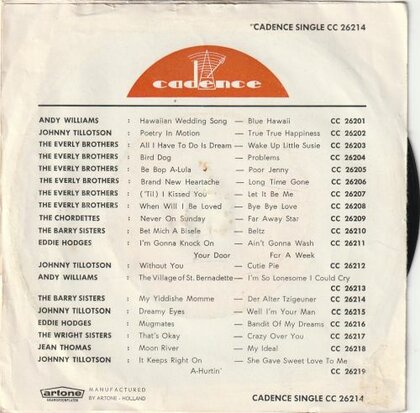 "CADENCE SINGLE CC 26214
cadence
ANDY WILLIAMS : Hawaiian Wedding Song — Blue Hawaii CC 26201
JOHNNY TILLOTSON : Poetry In Motion — True True Happiness CC 26202
THE EVERLY BROTHERS : All I Have To Do Is Dream — Wake Up Little Susie CC 26203
THE EVERLY BROTHERS : Bird Dog — Problems CC 26204
THE EVERLY BROTHERS : Be Bop A-Lula — Poor Jenny CC 26205
THE EVERLY BROTHERS : Brand New Heartache — Long Time Gone CC 26206
THE EVERLY BROTHERS : ('Til) I Kissed You — Let It Be Me CC 26207
THE EVERLY BROTHERS : When Will I Be Loved — Bye Bye Love CC 26208
THE CHORDETTES : Never On Sunday — Far Away Star CC 26209
THE BARRY SISTERS : Bet Mich A Bisele — Beltz CC 26210
EDDIE HODGES : I'm Gonna Knock On — Ain't Gonna Wash CC 26211
Your Door For A Week
JOHNNY TILLOTSON : Without You — Cutie Pie CC 26212
ANDY WILLIAMS : The Village of St. Bernadette — I'm So Lonesome I Could Cry
CC 26213
THE BARRY SISTERS : My Yiddishe Momme — Der Alter Tzigeuner CC 26214
JOHNNY TILLOTSON : Dreamy Eyes — Well I'm Your Man CC 26215
EDDIE HODGES : Mugmates — Bandit Of My Dreams CC 26216
THE WRIGHT SISTERS : That's Okay — Crazy Over You CC 26217
JEAN THOMAS : Moon River — My Ideal CC 26218
JOHNNY TILLOTSON : It Keeps Right On — She Gave Sweet Love To Me
A-Hurtin' CC 26219
artone
MANUFACTURED
BY ARTONE - HOLLAND
CADENCE SINGLE CC 26214